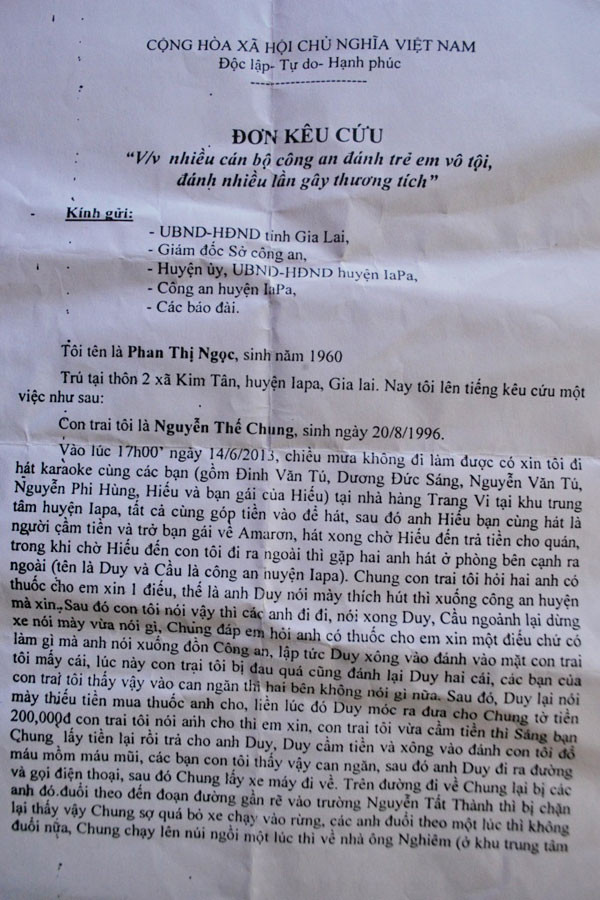 CỘNG HÒA XÃ HỘI CHỦ NGHĨA VIỆT NAM
Độc lập- Tự do- Hạnh phúc
ĐƠN KÊU CỨU
“V/v nhiều cán bộ công an đánh trẻ em vô tội,
đánh nhiều lần gây thương tích”
- Kính gửi:
- UBND-HĐND tỉnh Gia Lai,
- Giám đốc Sở công an,
- Huyện ủy, UBND-HĐND huyện IaPa,
- Công an huyện IaPa,
- Các báo đài.
Tôi tên là Phan Thị Ngọc, sinh năm 1960
Trú tại thôn 2 xã Kim Tân, huyện Iapa, Gia lai. Nay tôi lên tiếng kêu cứu một
việc như sau:
Con trai tôi là Nguyễn Thế Chung, sinh ngày 20/8/1996.
Vào lúc 17h00’ ngày 14/6/2013, chiều mưa không đi làm được có xin tôi đi
hát karaoke cùng các bạn (gồm Đinh Văn Tủ, Dương Đức Sáng, Nguyễn Văn Tủ,
Nguyễn Phi Hùng, Hiếu và bạn gái của Hiếu) tại nhà hàng Trang Vi tại khu trung
tâm huyện Iapa, tất cả cùng góp tiền vào để hát, sau đó anh Hiếu bạn cùng hát là
người cầm tiền và trở bạn gái về Amarơn, hát xong chờ Hiếu đến trả tiền cho quán,
trong khi chờ Hiếu đến con tôi đi ra ngoài thì gặp hai anh hát ở phòng bên cạnh ra
ngoài (tên là Duy và Cầu là công an huyện Iapa). Chung con trai tôi hỏi hai anh có
thuốc cho em xin 1 điếu, thế là anh Duy nói mày thích hút thì xuống công an huyện
mà xin. Sau đó con tôi nói vậy thì các anh đi đi, nói xong Duy, Cầu ngoảnh lại dừng
xe nói mày vừa nói gì, Chung đáp em hỏi anh có thuốc cho em xin một điếu chứ có
làm gì mà anh nói xuống đồn Công an, lập tức Duy xông vào đánh vào mặt con trai
tôi mấy cái, lúc này con trại tôi bị đau quá cũng đánh lại Duy hai cái, các bạn của
con trai tôi thấy vậy vào can ngăn thì hai bên không nói gì nữa. Sau đó, Duy lại nói
mày thiếu tiền mua thuốc anh cho, liền lúc đó Duy móc ra đưa cho Chung tờ tiền
200,000đ con trai tôi nói anh cho thì em xin, con trai tôi vừa cầm tiền thì Sáng bạn
Chung lấy tiền lại rồi trả cho anh Duy, Duy cầm tiền và xông vào đánh con tôi đổ
máu mồm máu mũi, các bạn con tôi thấy vậy can ngăn, sau đó anh Duy đi ra đường
và gọi điện thoại, sau đó Chung lấy xe máy đi về. Trên đường đi về Chung lại bị các
anh đó đuổi theo đến đoạn đường gần rẽ vào trường Nguyễn Tất Thành thì bị chặn
lại thấy vậy Chung sợ quá bỏ xe chạy vào rừng, các anh đuổi theo một lúc thì không
đuổi nữa, Chung chạy lên núi ngồi một lúc thì về nhà ông Nghiêm (ở khu trung tâm